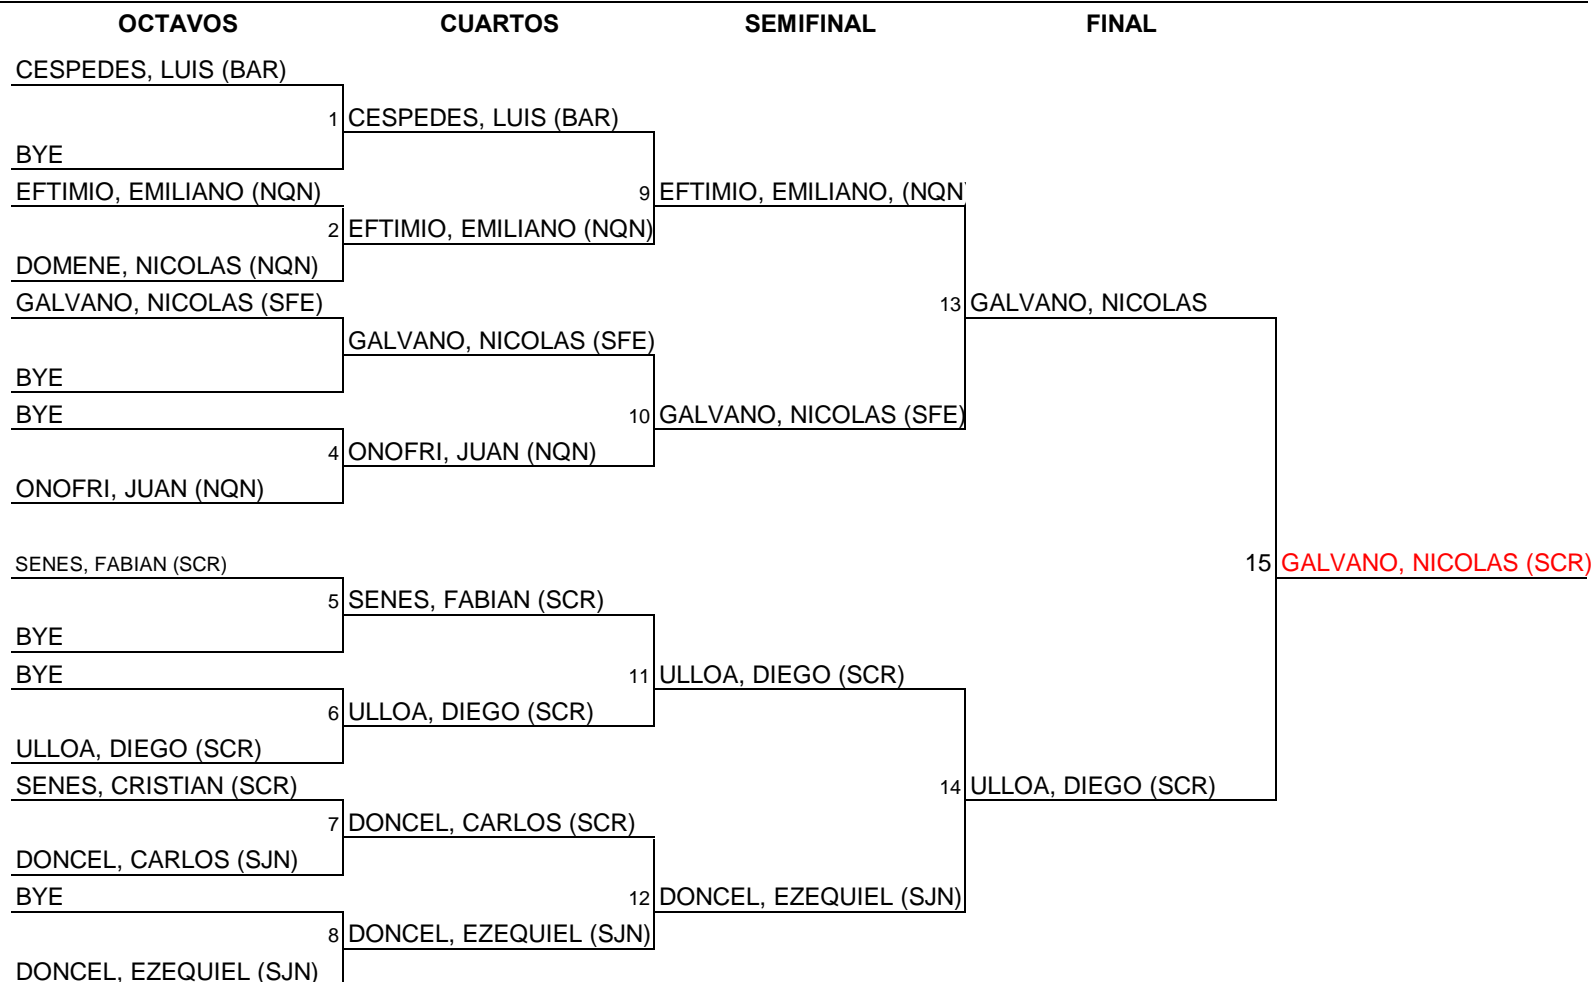 OCTAVOS CUARTOS SEMIFINAL FINAL
CESPEDES, LUIS (BAR)
1 CESPEDES, LUIS (BAR)
BYE
EFTIMIO, EMILIANO (NQN) 9 EFTIMIO, EMILIANO, (NQN
2 EFTIMIO, EMILIANO (NQN)
DOMENE, NICOLAS (NQN)
GALVANO, NICOLAS (SFE) 13 GALVANO, NICOLAS
GALVANO, NICOLAS (SFE)
BYE
BYE 10 GALVANO, NICOLAS (SFE)
4 ONOFRI, JUAN (NQN)
ONOFRI, JUAN (NQN)
SENES, FABIAN (SCR) 15 GALVANO, NICOLAS (SCR)
5 SENES, FABIAN (SCR)
BYE
BYE 11 ULLOA, DIEGO (SCR)
6 ULLOA, DIEGO (SCR)
ULLOA, DIEGO (SCR)
SENES, CRISTIAN (SCR) 14 ULLOA, DIEGO (SCR)
7 DONCEL, CARLOS (SCR)
DONCEL, CARLOS (SJN)
BYE 12 DONCEL, EZEQUIEL (SJN)
8 DONCEL, EZEQUIEL (SJN)
DONCEL, EZEQUIEL (SJN)